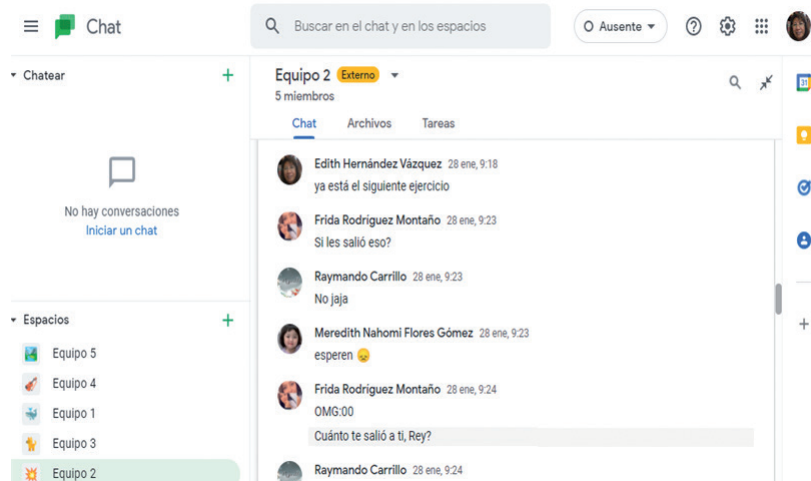 Chat
Buscar en el chat y en los espacios
Ausente
Chatear
No hay conversaciones
Iniciar un chat
Espacios
Equipo 5
Equipo 4
Equipo 1
Equipo 3
Equipo 2
Equipo 2 Externo
5 miembros
Chat Archivos Tareas
Edith Hernández Vázquez 28 ene, 9:18
ya está el siguiente ejercicio
Frida Rodríguez Montaño 28 ene, 9:23
Si les salió eso?
Raymando Carrillo 28 ene, 9:23
No jaja
Meredith Nahomi Flores Gómez 28 ene, 9:23
esperen 😞
Frida Rodríguez Montaño 28 ene, 9:24
OMG:00
Cuánto te salió a ti, Rey?
Raymando Carrillo 28 ene, 9:24
31